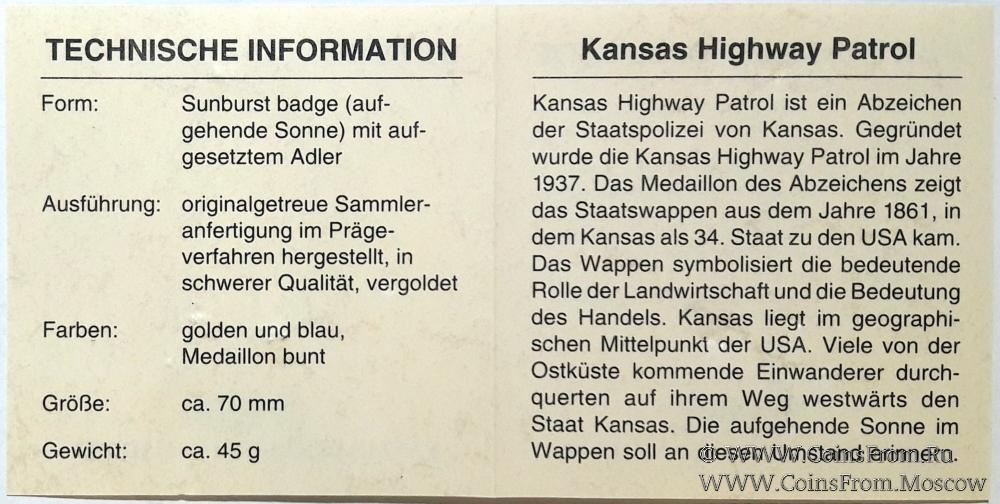 TECHNISCHE INFORMATION
Form: Sunburst badge (auf-
gehende Sonne) mit auf-
gesetztem Adler
Ausführung: originalgetreue Sammler-
anfertigung im Präge-
verfahren hergestellt, in
schwerer Qualität, vergoldet
Farben: golden und blau,
Medaillon bunt
Größe: ca. 70 mm
Gewicht: ca. 45 g
Kansas Highway Patrol
Kansas Highway Patrol ist ein Abzeichen
der Staatspolizei von Kansas. Gegründet
wurde die Kansas Highway Patrol im Jahre
1937. Das Medaillon des Abzeichens zeigt
das Staatswappen aus dem Jahre 1861, in
dem Kansas als 34. Staat zu den USA kam.
Das Wappen symbolisiert die bedeutende
Rolle der Landwirtschaft und die Bedeutung
des Handels. Kansas liegt im geographi-
schen Mittelpunkt der USA. Viele von der
Ostküste kommende Einwanderer durch-
querten auf ihrem Weg westwärts den
Staat Kansas. Die aufgehende Sonne im
Wappen soll an diesen Umstand erinnern.
© WWW.CoinsFrom.Ru
WWW.CoinsFrom.Moscow